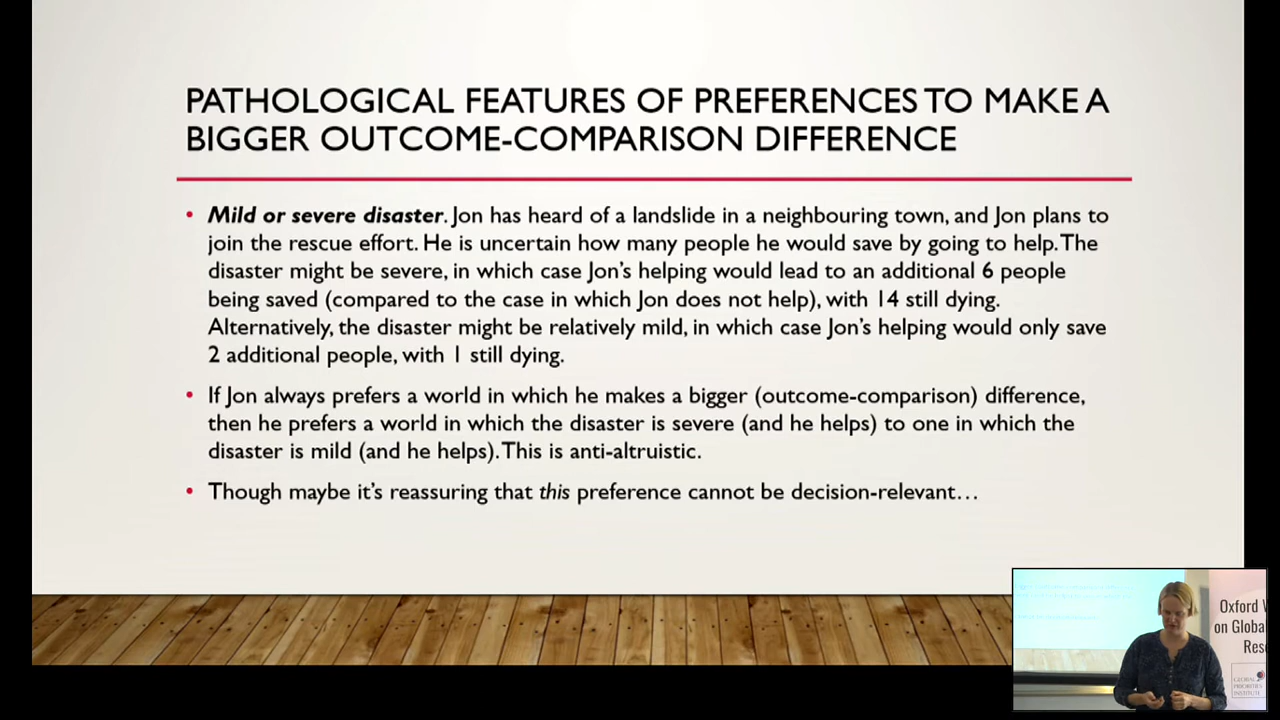 PATHOLOGICAL FEATURES OF PREFERENCES TO MAKE A
BIGGER OUTCOME-COMPARISON DIFFERENCE
• Mild or severe disaster. Jon has heard of a landslide in a neighbouring town, and Jon plans to
join the rescue effort. He is uncertain how many people he would save by going to help. The
disaster might be severe, in which case Jon's helping would lead to an additional 6 people
being saved (compared to the case in which Jon does not help), with 14 still dying.
Alternatively, the disaster might be relatively mild, in which case Jon's helping would only save
2 additional people, with 1 still dying.
• If Jon always prefers a world in which he makes a bigger (outcome-comparison) difference,
then he prefers a world in which the disaster is severe (and he helps) to one in which the
disaster is mild (and he helps). This is anti-altruistic.
• Though maybe it's reassuring that this preference cannot be decision-relevant…
Oxford W
on Globa
Rese
GLOBAL
PRIORITIES
INSTITUTE